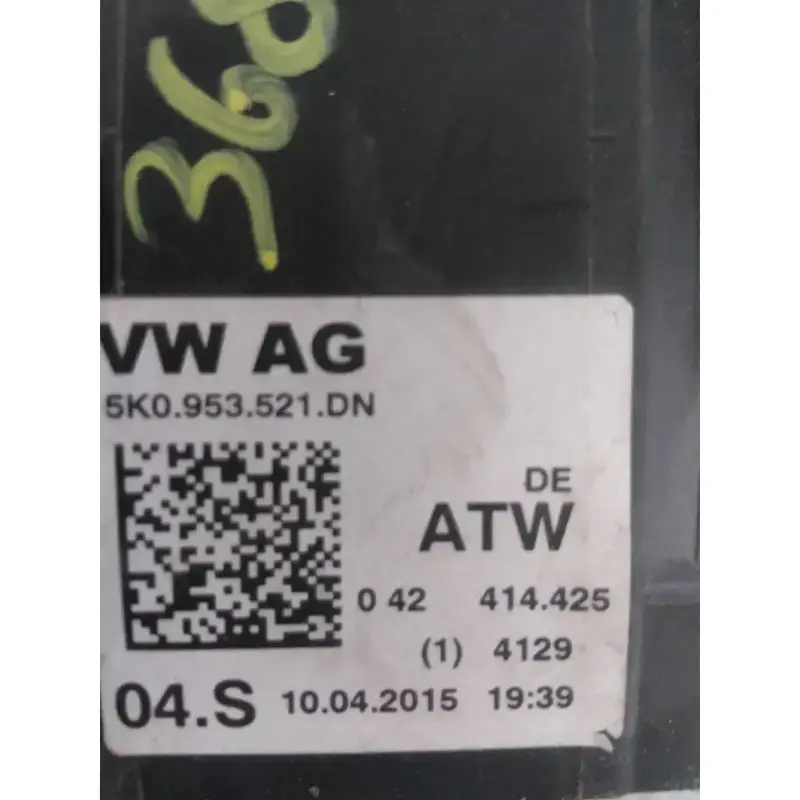 368
VW AG
5K0.953.521.DN
DE
ATW
0 42 414.425
(1) 4129
04.S 10.04.2015 19:39